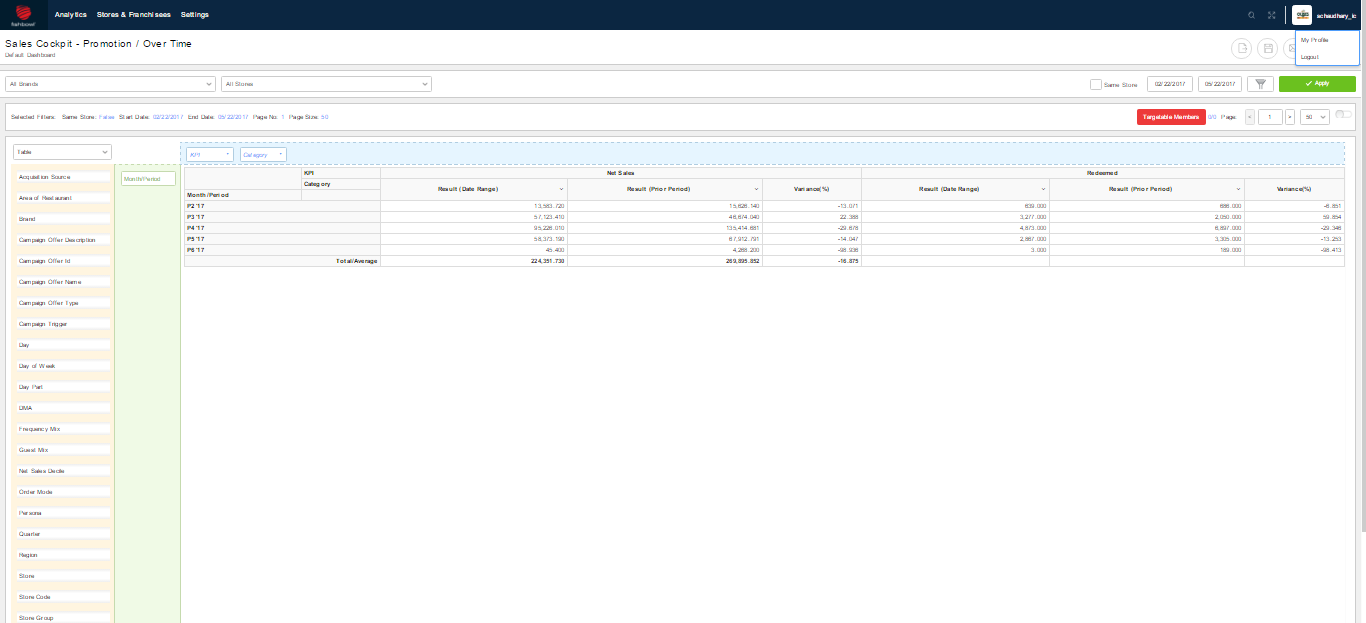 fishbowl
Analytics Stores & Franchisees Settings
schaudhary_ic
My Profile
Logout
Sales Cockpit - Promotion / Over Time
Default Dashboard
All Brands All Stores Same Store 02/22/2017 05/22/2017 Apply
Selected Filters: Same Store: False Start Date: 02/22/2017 End Date: 05/22/2017 Page No: 1 Page Size: 50 Targetable Members 0/0 Page: < 1 > 50
Table KPI Category
Month/Period
Acquisition Source
Area of Restaurant
Brand
Campaign Offer Description
Campaign Offer Id
Campaign Offer Name
Campaign Offer Type
Campaign Trigger
Day
Day of Week
Day Part
DMA
Frequency Mix
Guest Mix
Net Sales Decile
Order Mode
Persona
Quarter
Region
Store
Store Code
Store Group
KPI Net Sales Redeemed
Category Result (Date Range) Result (Prior Period) Variance(%) Result (Date Range) Result (Prior Period) Variance(%)
Month/Period
P2 '17 13,583.720 15,626.140 -13.071 639.000 686.000 -6.851
P3 '17 57,123.410 46,674.040 22.388 3,277.000 2,050.000 59.854
P4 '17 95,226.010 135,414.681 -29.678 4,873.000 6,897.000 -29.346
P5 '17 58,373.190 67,912.791 -14.047 2,867.000 3,305.000 -13.253
P6 '17 45.400 4,268.200 -98.936 3.000 189.000 -98.413
Total/Average 224,351.730 269,895.852 -16.875